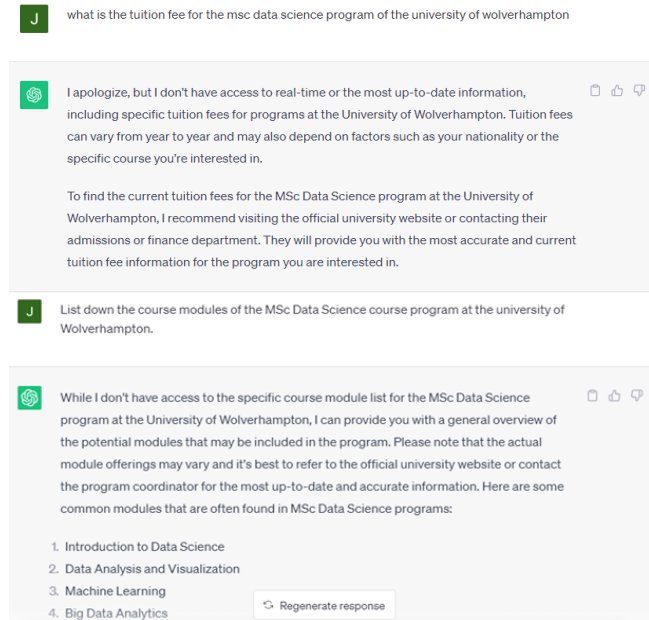 J
what is the tuition fee for the msc data science program of the university of wolverhampton
I apologize, but I don't have access to real-time or the most up-to-date information,
including specific tuition fees for programs at the University of Wolverhampton. Tuition fees
can vary from year to year and may also depend on factors such as your nationality or the
specific course you're interested in.
To find the current tuition fees for the MSc Data Science program at the University of
Wolverhampton, I recommend visiting the official university website or contacting their
admissions or finance department. They will provide you with the most accurate and current
tuition fee information for the program you are interested in.
J
List down the course modules of the MSc Data Science course program at the university of
Wolverhampton.
While I don't have access to the specific course module list for the MSc Data Science
program at the University of Wolverhampton, I can provide you with a general overview of
the potential modules that may be included in the program. Please note that the actual
module offerings may vary and it's best to refer to the official university website or contact
the program coordinator for the most up-to-date and accurate information. Here are some
common modules that are often found in MSc Data Science programs:
1. Introduction to Data Science
2. Data Analysis and Visualization
3. Machine Learning
4. Big Data Analytics
Regenerate response